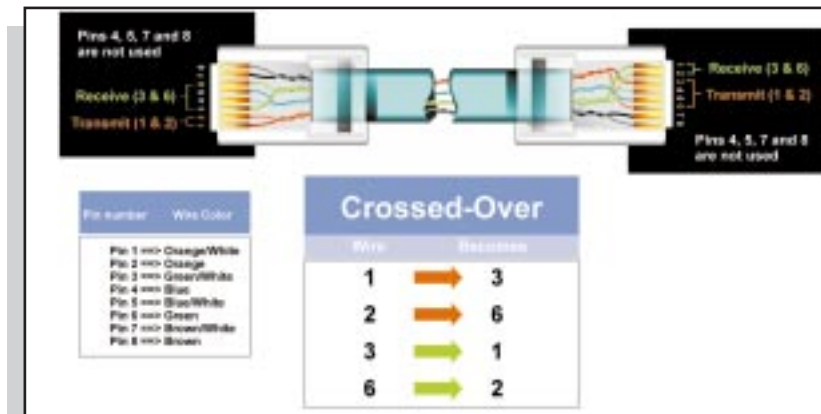 Pins 4, 5, 7 and 8
are not used
Receive (3 & 6)
Transmit (1 & 2)
Receive (3 & 6)
Transmit (1 & 2)
Pins 4, 5, 7 and 8
are not used
Pin number Wire Color
Pin 1 ==> Orange/White
Pin 2 ==> Orange
Pin 3 ==> Green/White
Pin 4 ==> Blue
Pin 5 ==> Blue/White
Pin 6 ==> Green
Pin 7 ==> Brown/White
Pin 8 ==> Brown
Crossed-Over
Wire Becomes
1 3
2 6
3 1
6 2